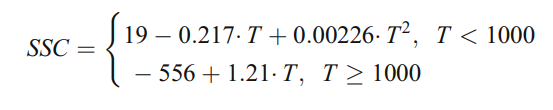 SSC = { 19 – 0.217· T + 0.00226· T², T < 1000
– 556 + 1.21· T, T ≥ 1000